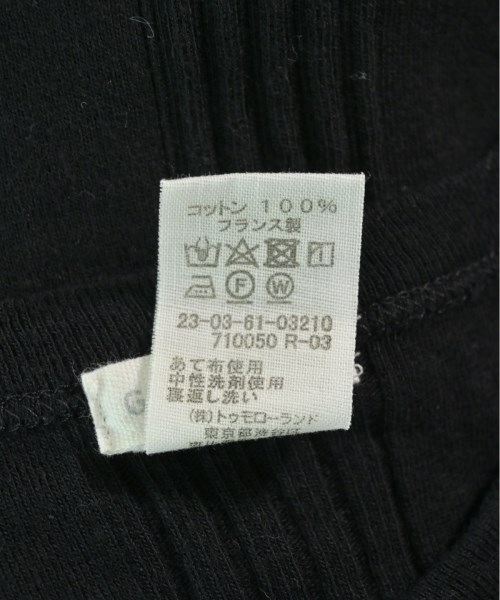 コットン 100%
フランス製
F W
23-03-61-03210
710050 R-03
あて布使用
中性洗剤使用
裏返し洗い
(株)トゥモローランド
東京都渋谷区
G